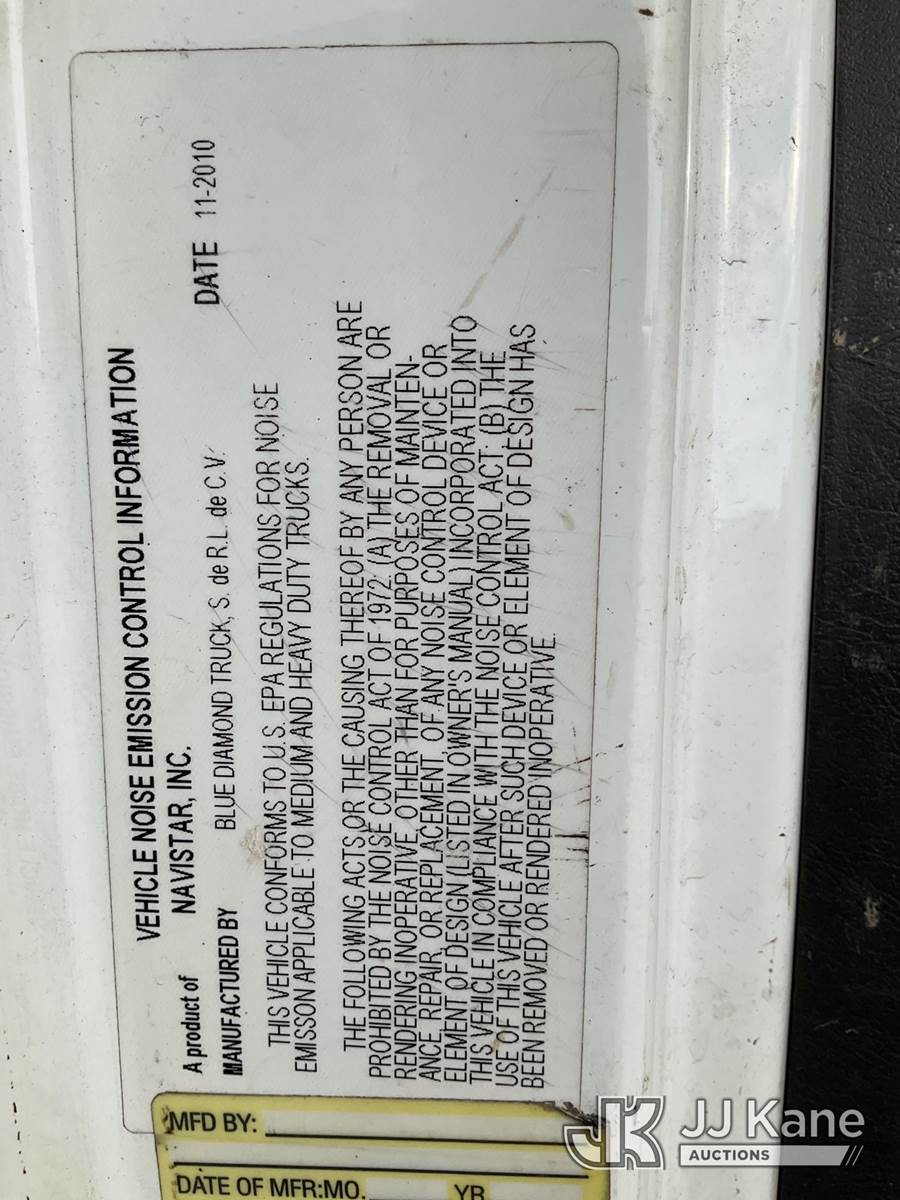 VEHICLE NOISE EMISSION CONTROL INFORMATION
A product of NAVISTAR, INC.
MANUFACTURED BY BLUE DIAMOND TRUCK, S. de R.L. de C.V. DATE 11-2010
THIS VEHICLE CONFORMS TO U.S. EPA REGULATIONS FOR NOISE
EMISSON APPLICABLE TO MEDIUM AND HEAVY DUTY TRUCKS.
THE FOLLOWING ACTS OR THE CAUSING THEREOF BY ANY PERSON ARE
PROHIBITED BY THE NOISE CONTROL ACT OF 1972: (A) THE REMOVAL OR
RENDERING INOPERATIVE, OTHER THAN FOR PURPOSES OF MAINTEN-
ANCE, REPAIR, OR REPLACEMENT, OF ANY NOISE CONTROL DEVICE OR
ELEMENT OF DESIGN (LISTED IN OWNER'S MANUAL) INCORPORATED INTO
THIS VEHICLE IN COMPLIANCE WITH THE NOISE CONTROL ACT; (B) THE
USE OF THIS VEHICLE AFTER SUCH DEVICE OR ELEMENT OF DESIGN HAS
BEEN REMOVED OR RENDERED INOPERATIVE.
MFD BY:
DATE OF MFR:MO. YR
JK JJ Kane
AUCTIONS